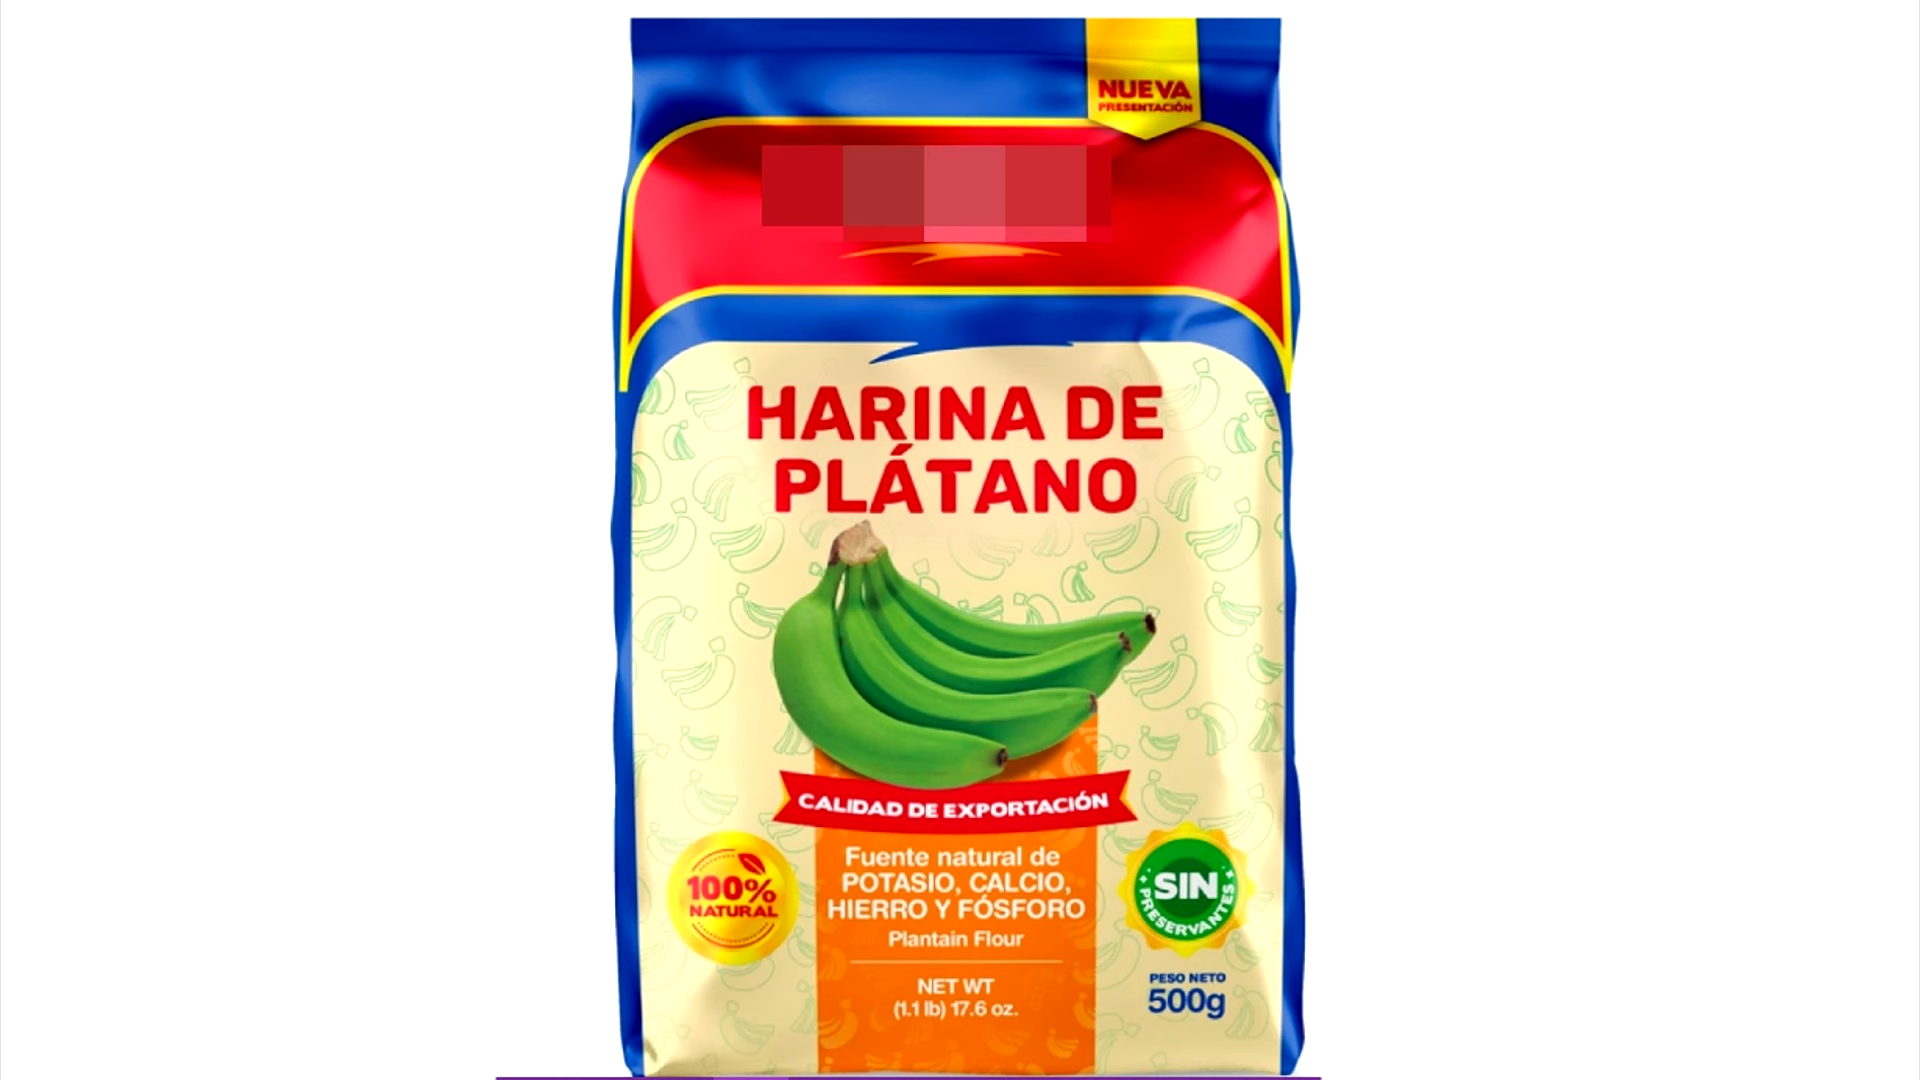 NUEVA
PRESENTACIÓN
HARINA DE
PLÁTANO
CALIDAD DE EXPORTACIÓN
Fuente natural de
POTASIO, CALCIO,
HIERRO Y FÓSFORO
Plantain Flour
NET WT
(1.1 lb) 17.6 oz.
100%
NATURAL
SIN
PRESERVANTES
PESO NETO
500g